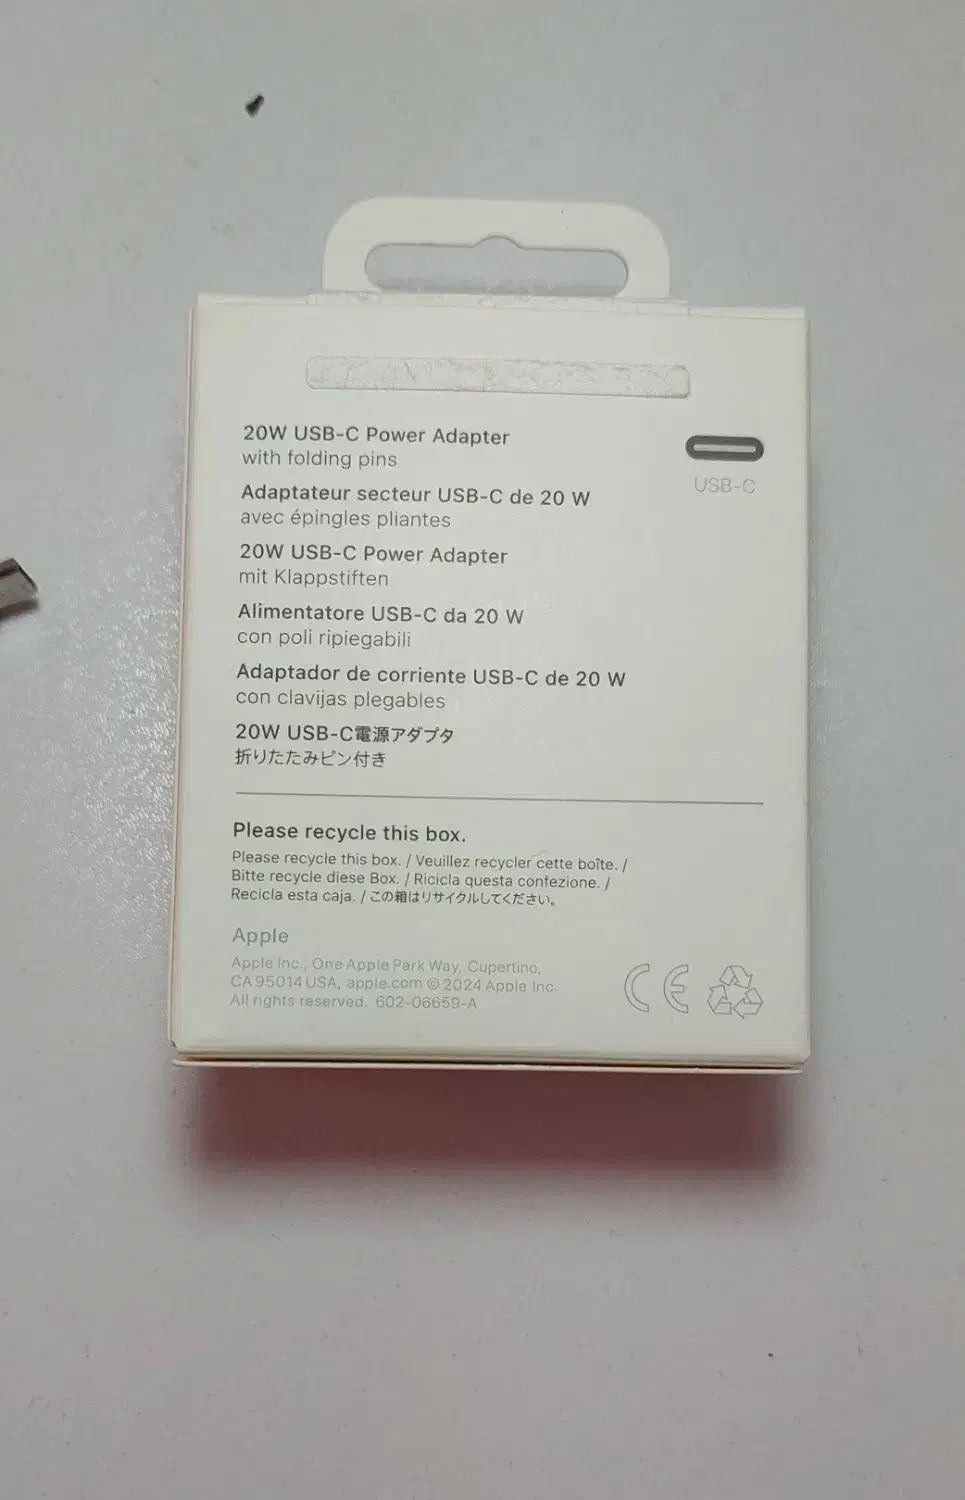 20W USB-C Power Adapter
with folding pins
USB-C
Adaptateur secteur USB-C de 20 W
avec épingles pliantes
20W USB-C Power Adapter
mit Klappstiften
Alimentatore USB-C da 20 W
con poli ripiegabili
Adaptador de corriente USB-C de 20 W
con clavijas plegables
20W USB-C電源アダプタ
折りたたみピン付き
Please recycle this box.
Please recycle this box. / Veuillez recycler cette boîte. /
Bitte recycle diese Box. / Ricicla questa confezione. /
Recicla esta caja. / この箱はリサイクルしてください。
Apple
Apple Inc., One Apple Park Way, Cupertino,
CA 95014 USA, apple.com © 2024 Apple Inc.
All rights reserved. 602-06659-A
CE